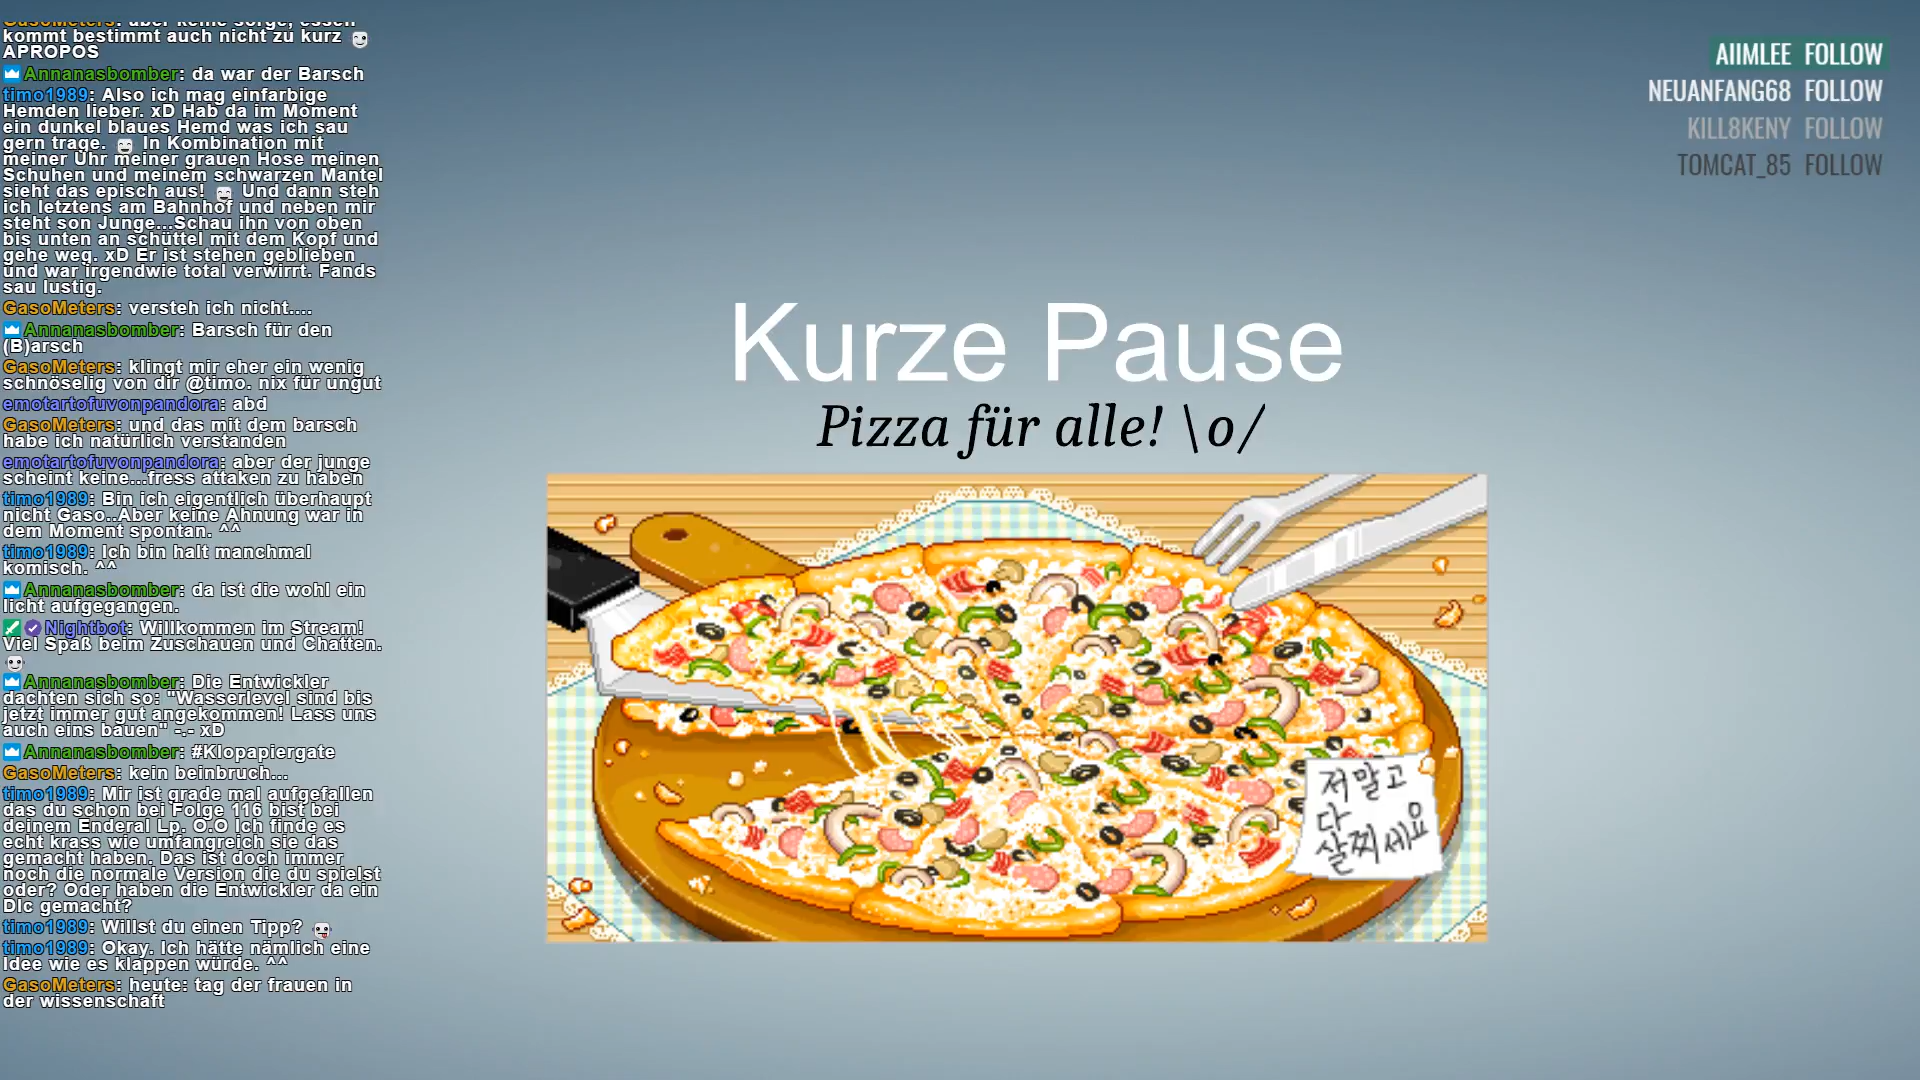 GasoMeters: aber keine sorge, essen
kommt bestimmt auch nicht zu kurz
APROPOS
Annanasbomber: da war der Barsch
timo1989: Also ich mag einfarbige
Hemden lieber. xD Hab da im Moment
ein dunkel blaues Hemd was ich sau
gern trage. In Kombination mit
meiner Uhr meiner grauen Hose meinen
Schuhen und meinem schwarzen Mantel
sieht das episch aus! Und dann steh
ich letztens am Bahnhof und neben mir
steht son Junge...Schau ihn von oben
bis unten an schüttel mit dem Kopf und
gehe weg. xD Er ist stehen geblieben
und war irgendwie total verwirrt. Fands
sau lustig.
GasoMeters: versteh ich nicht....
Annanasbomber: Barsch für den
(B)arsch
GasoMeters: klingt mir eher ein wenig
schnöselig von dir @timo. nix für ungut
emotartofuvonpandora: abd
GasoMeters: und das mit dem barsch
habe ich natürlich verstanden
emotartofuvonpandora: aber der junge
scheint keine...fress attaken zu haben
timo1989: Bin ich eigentlich überhaupt
nicht Gaso..Aber keine Ahnung war in
dem Moment spontan. ^^
timo1989: Ich bin halt manchmal
komisch. ^^
Annanasbomber: da ist die wohl ein
licht aufgegangen.
Nightbot: Willkommen im Stream!
Viel Spaß beim Zuschauen und Chatten.
Annanasbomber: Die Entwickler
dachten sich so: "Wasserlevel sind bis
jetzt immer gut angekommen! Lass uns
auch eins bauen" -.- xD
Annanasbomber: #Klopapiergate
GasoMeters: kein beinbruch...
timo1989: Mir ist grade mal aufgefallen
das du schon bei Folge 116 bist bei
deinem Enderal Lp. O.O Ich finde es
echt krass wie umfangreich sie das
gemacht haben. Das ist doch immer
noch die normale Version die du spielst
oder? Oder haben die Entwickler da ein
Dlc gemacht?
timo1989: Willst du einen Tipp?
timo1989: Okay. Ich hätte nämlich eine
Idee wie es klappen würde. ^^
GasoMeters: heute: tag der frauen in
der wissenschaft
Kurze Pause
Pizza für alle! \o/
저말고
다
살찌세요
AIIMLEE FOLLOW
NEUANFANG68 FOLLOW
KILL8KENY FOLLOW
TOMCAT_85 FOLLOW